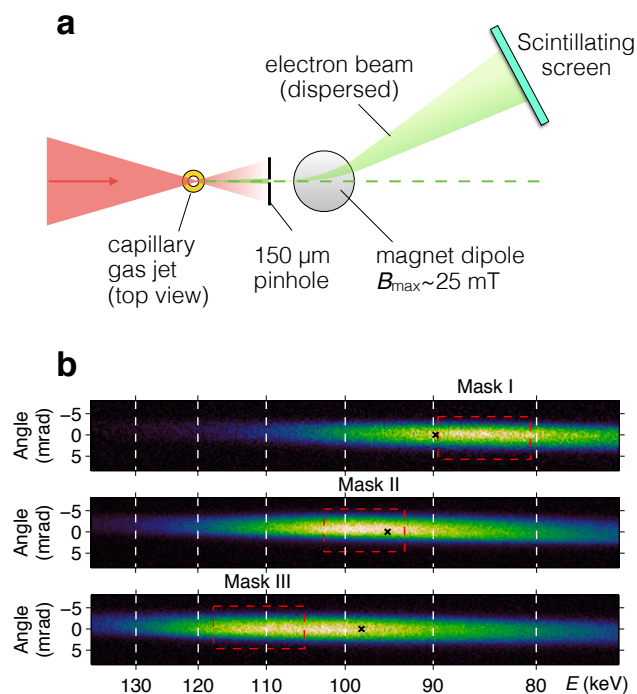 a
Scintillating
screen
electron beam
(dispersed)
capillary
gas jet
(top view)
150 µm
pinhole
magnet dipole
Bmax~25 mT
b
Mask I
Angle
(mrad)
−5
0
5
Mask II
Angle
(mrad)
−5
0
5
Mask III
Angle
(mrad)
−5
0
5
130 120 110 100 90 80 E (keV)